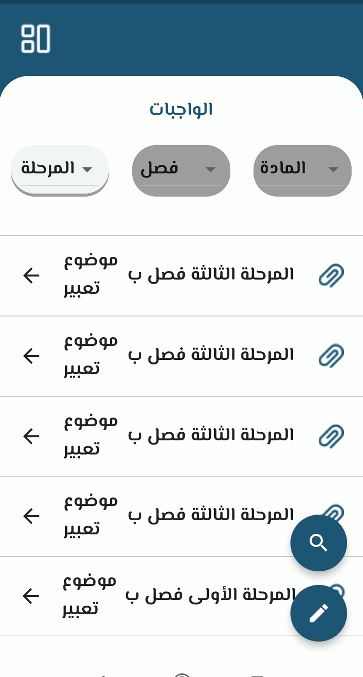 الواجبات
المادة
فصل
المرحلة
المرحلة الثالثة فصل ب
موضوع
تعبير
المرحلة الثالثة فصل ب
موضوع
تعبير
المرحلة الثالثة فصل ب
موضوع
تعبير
المرحلة الثالثة فصل ب
موضوع
تعبير
المرحلة الأولى فصل ب
موضوع
تعبير